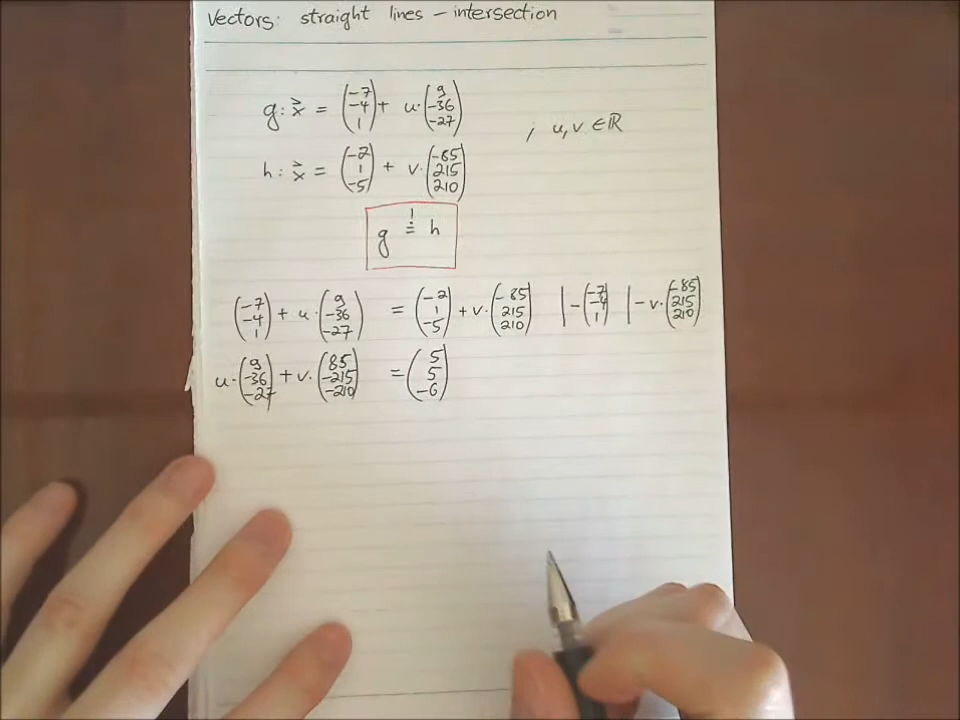 Vectors: straight lines – intersection
g: x⃗ = (-7 -4 1) + u·(9 -36 -27)
; u, v ∈ ℝ
h: x⃗ = (-2 1 -5) + v·(-85 215 210)
g != h
(-7 -4 1) + u·(9 -36 -27) = (-2 1 -5) + v·(-85 215 210) | -(-7 -4 1) | - v·(-85 215 210)
u·(9 -36 -27) + v·(85 -215 -210) = (5 5 -6)